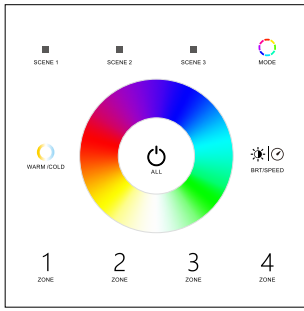 SCENE 1 SCENE 2 SCENE 3 MODE
WARM /COLD
ALL
BRT/SPEED
1 2 3 4
ZONE ZONE ZONE ZONE